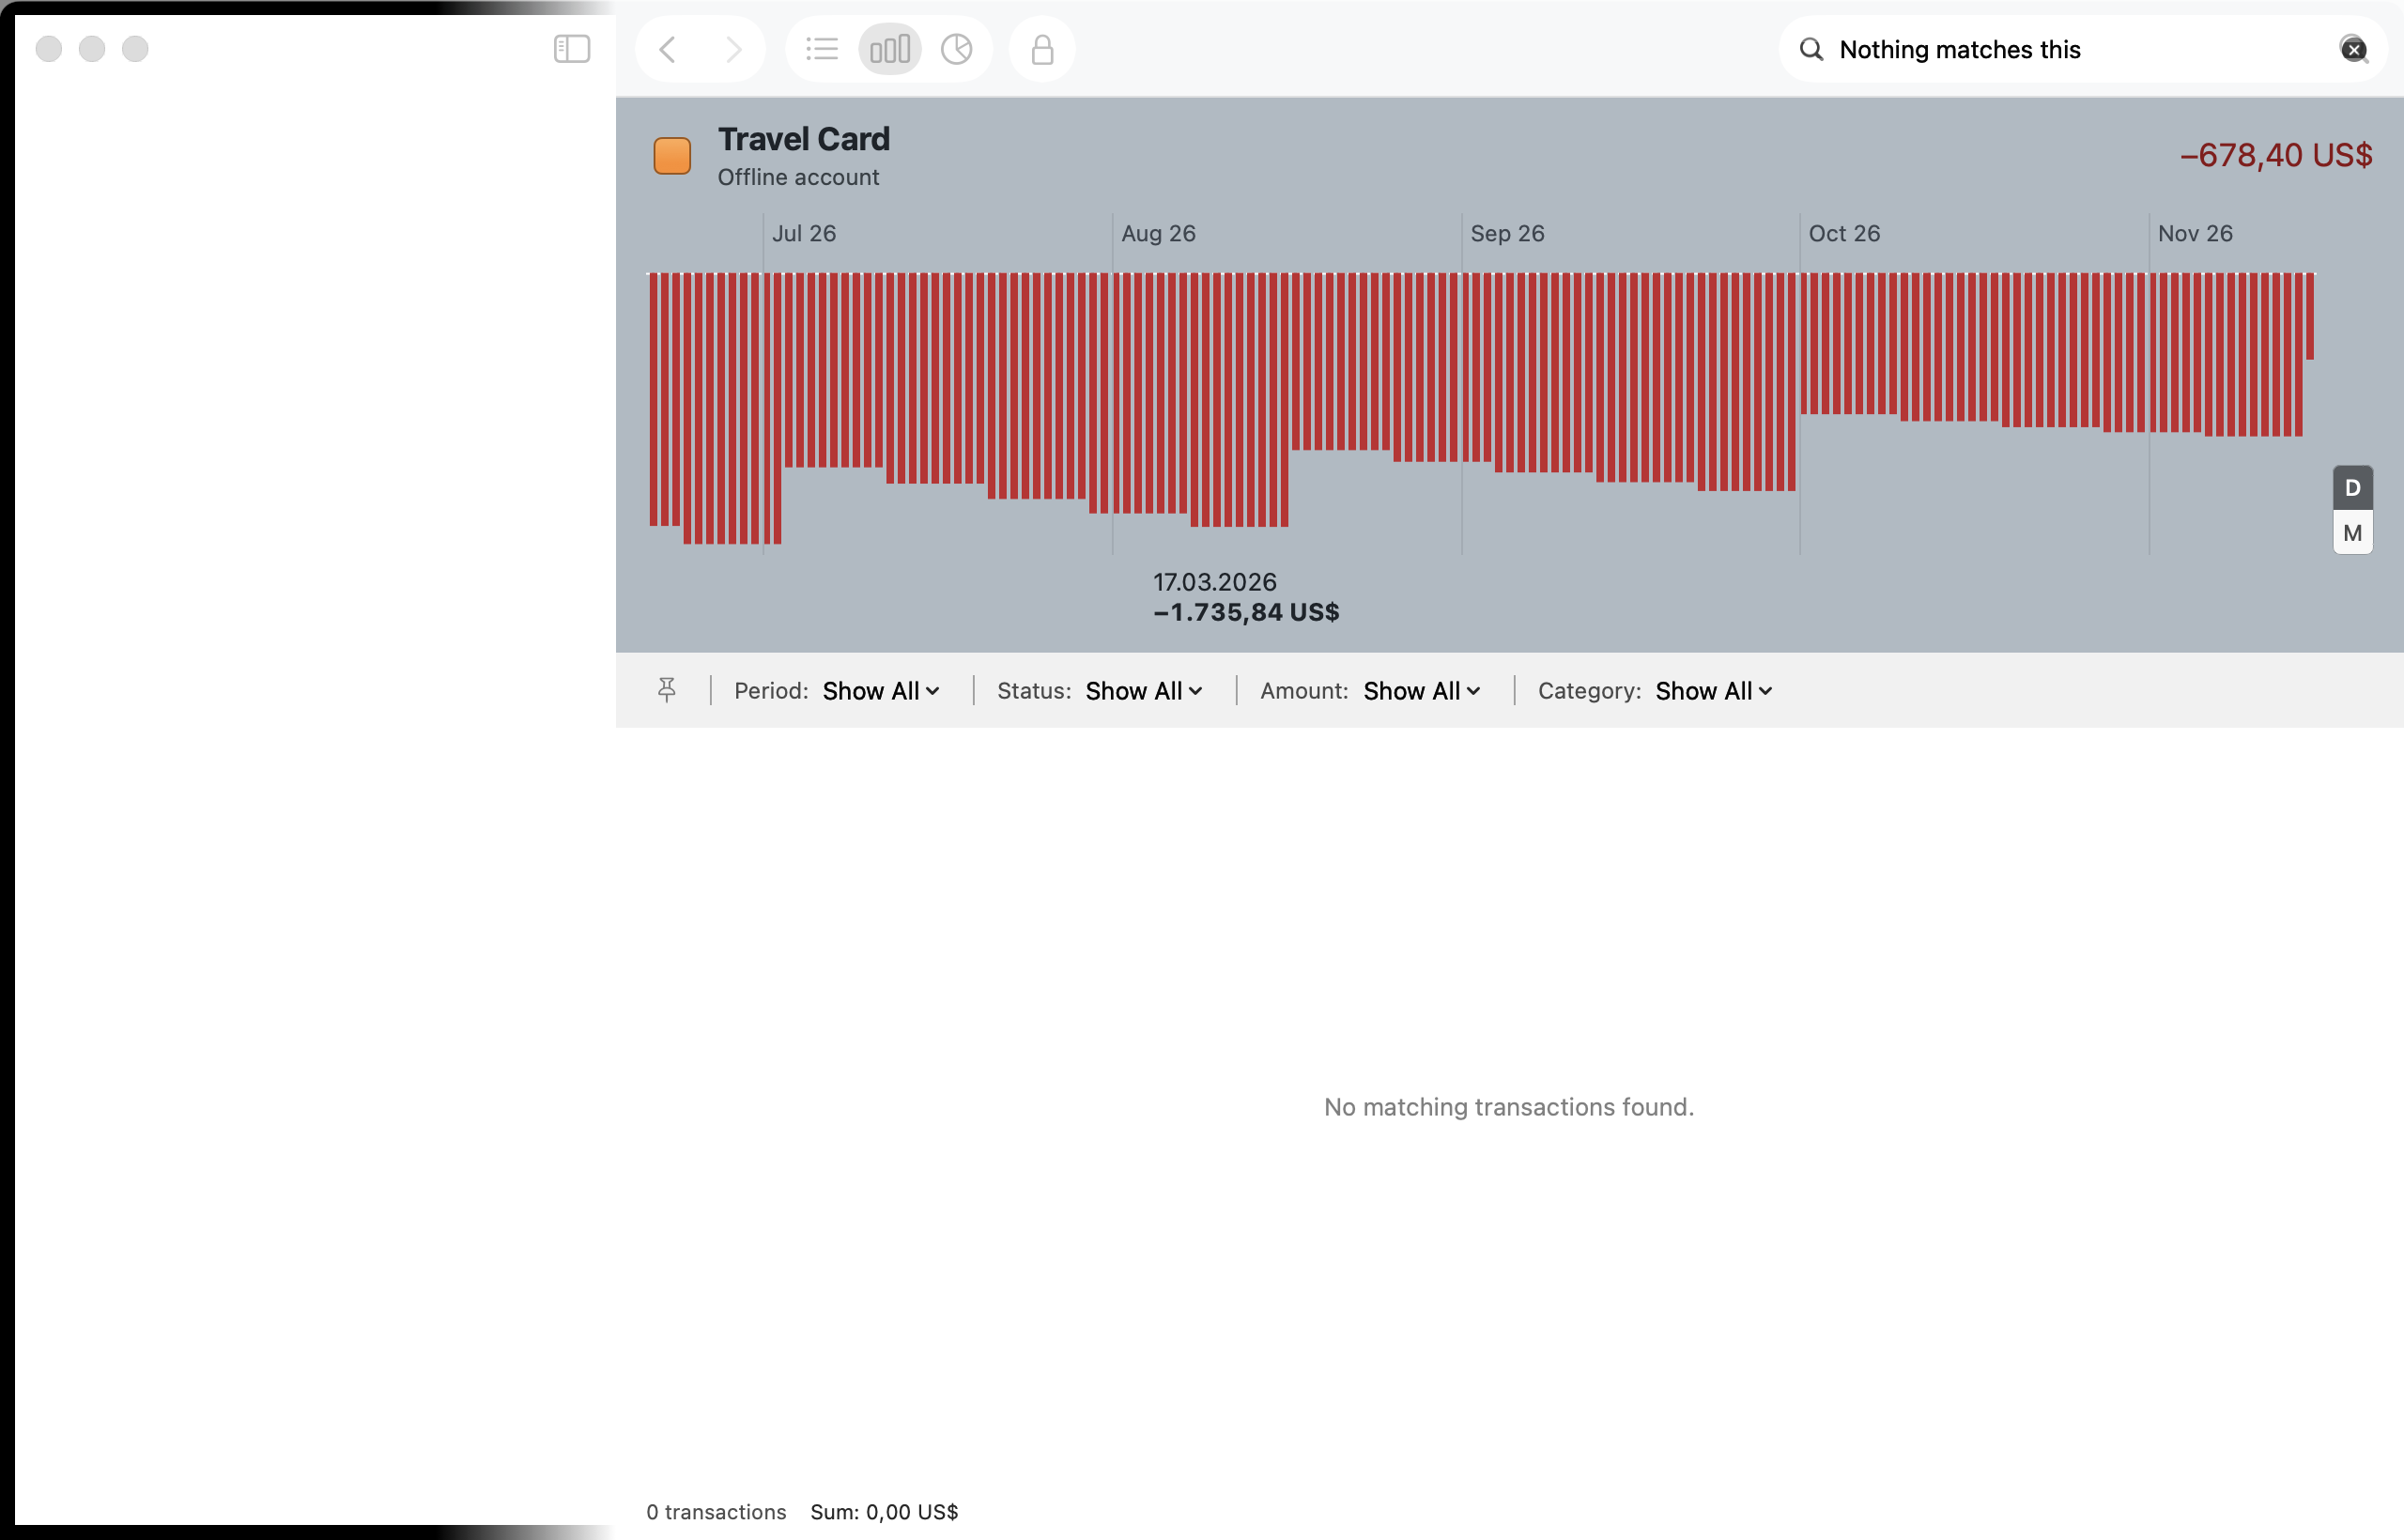 Nothing matches this
Travel Card
Offline account
–678,40 US$
Jul 26
Aug 26
Sep 26
Oct 26
Nov 26
D
M
17.03.2026
–1.735,84 US$
Period: Show All
Status: Show All
Amount: Show All
Category: Show All
No matching transactions found.
0 transactions
Sum: 0,00 US$